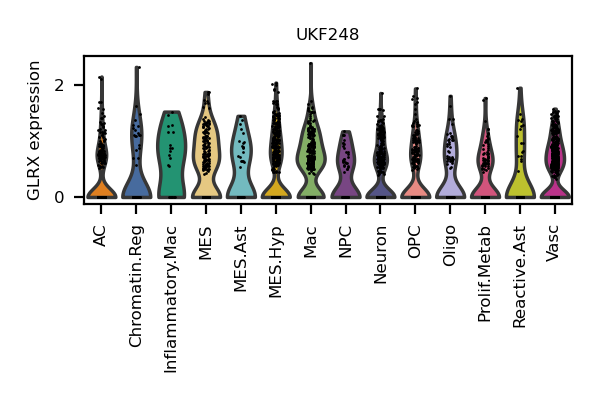 UKF248
GLRX expression
2
0
AC
Chromatin.Reg
Inflammatory.Mac
MES
MES.Ast
MES.Hyp
Mac
NPC
Neuron
OPC
Oligo
Prolif.Metab
Reactive.Ast
Vasc